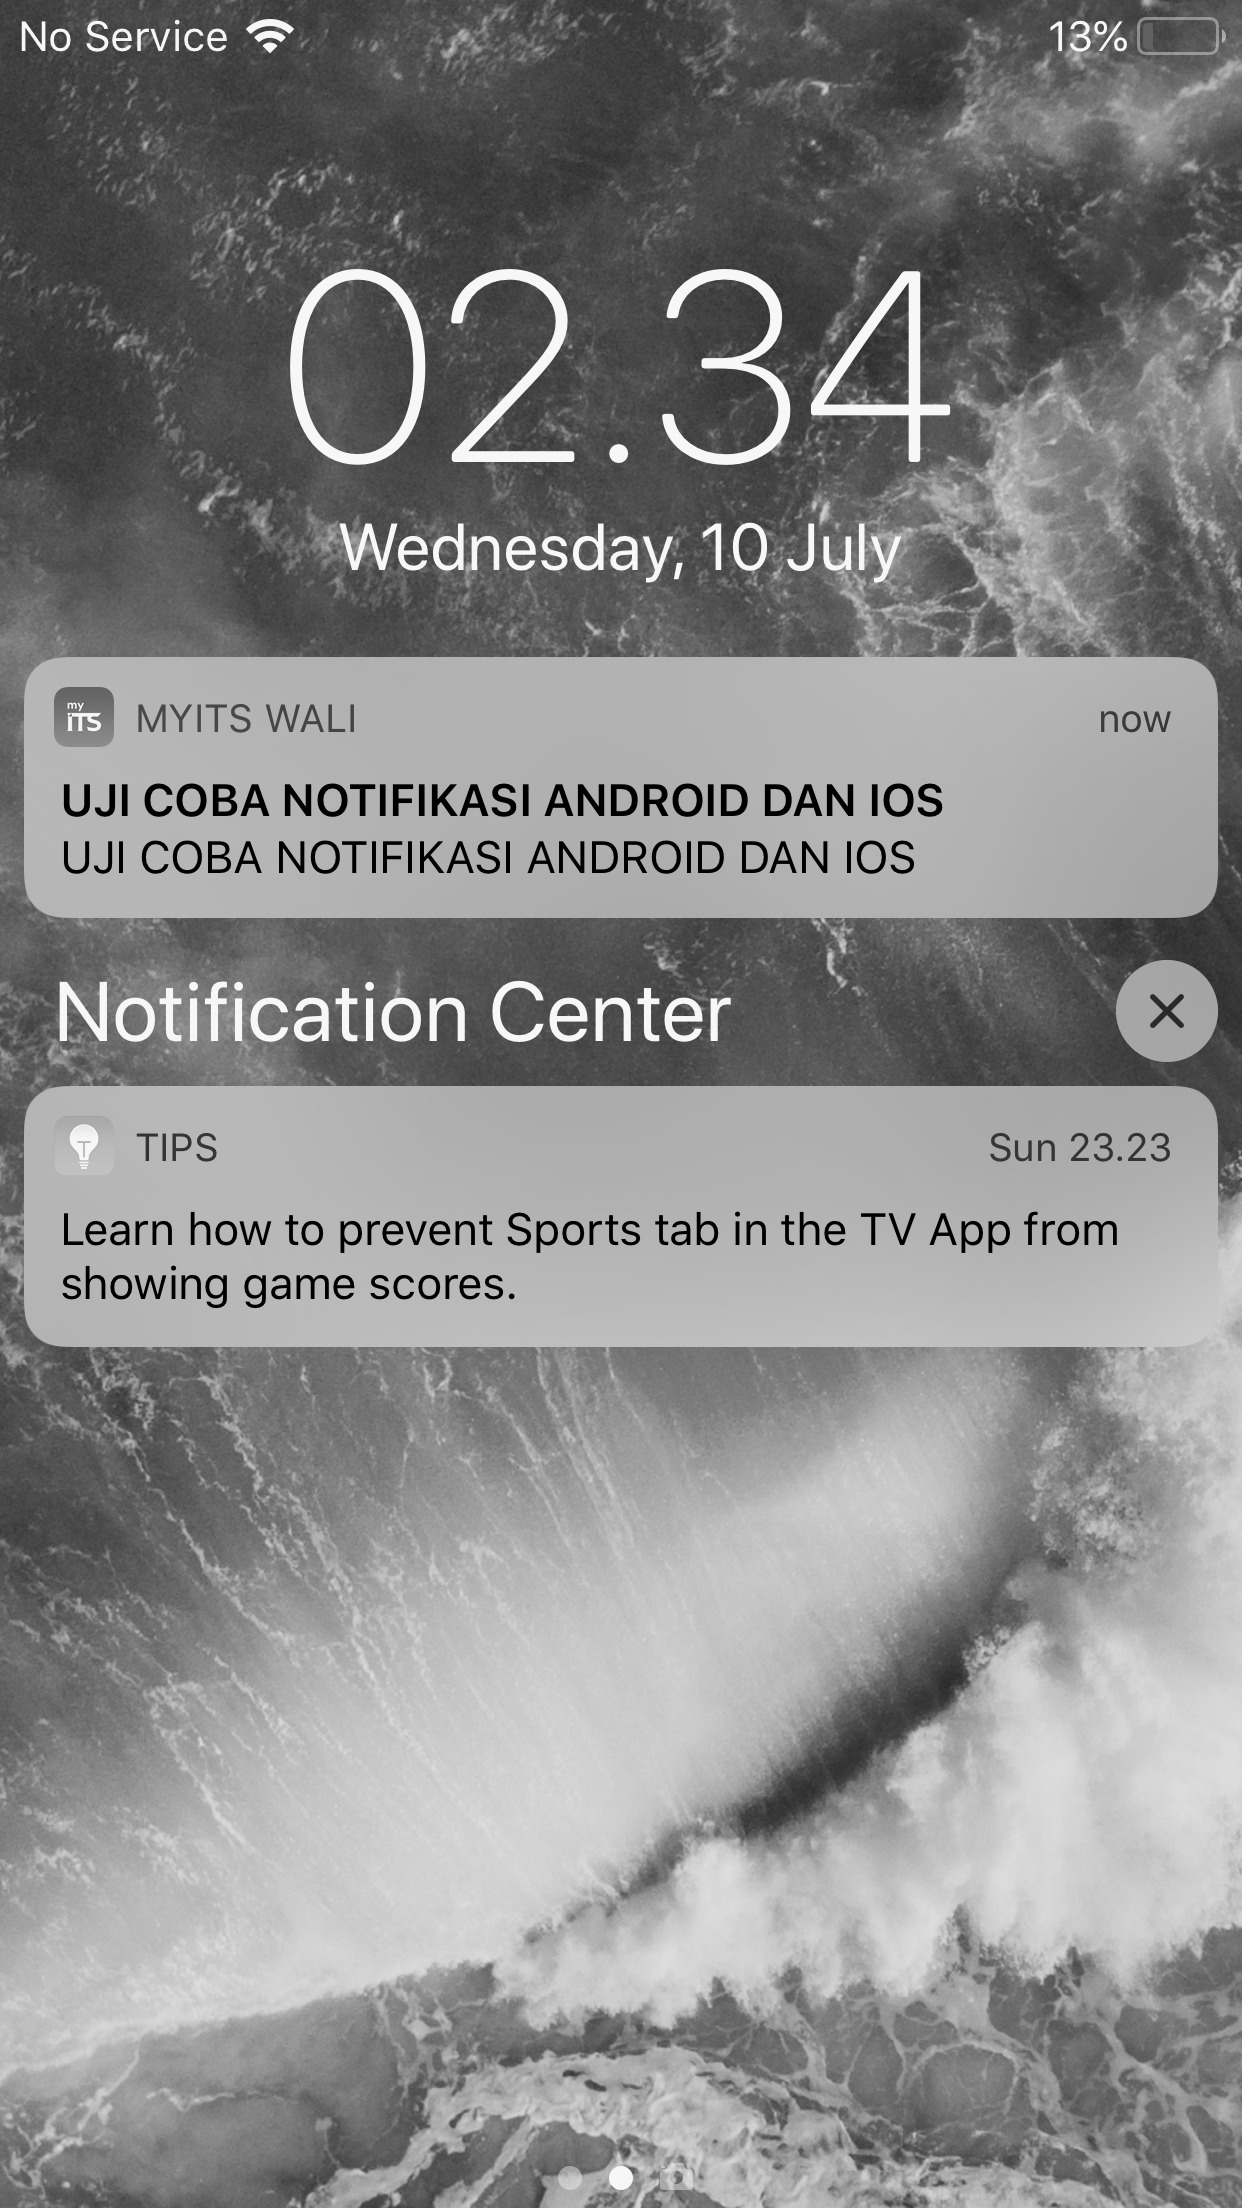 No Service 13%
02.34
Wednesday, 10 July
my
iTS MYITS WALI now
UJI COBA NOTIFIKASI ANDROID DAN IOS
UJI COBA NOTIFIKASI ANDROID DAN IOS
Notification Center
TIPS Sun 23.23
Learn how to prevent Sports tab in the TV App from
showing game scores.